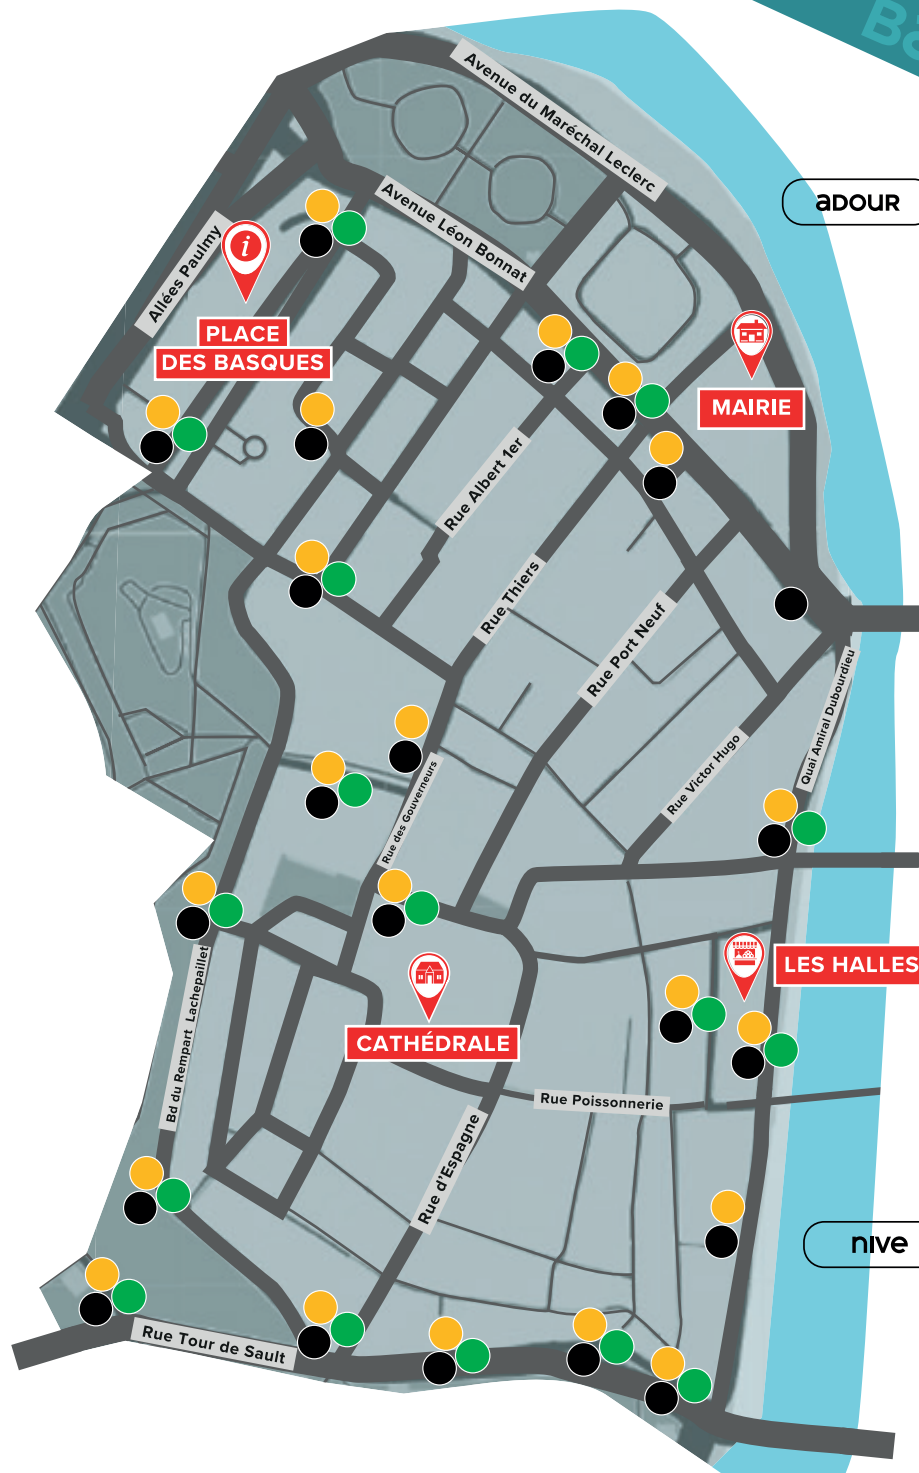 Avenue du Maréchal Leclerc
ADOUR
Avenue Léon Bonnat
Allées Paulmy
i
PLACE
DES BASQUES
MAIRIE
Rue Albert 1er
Rue Thiers
Rue Port Neuf
Quai Amiral Dubourdieu
Rue Victor Hugo
Rue des Gouverneurs
LES HALLES
Bd du Rempart Lachepaillet
CATHÉDRALE
Rue Poissonnerie
Rue d'Espagne
nive
Rue Tour de Sault